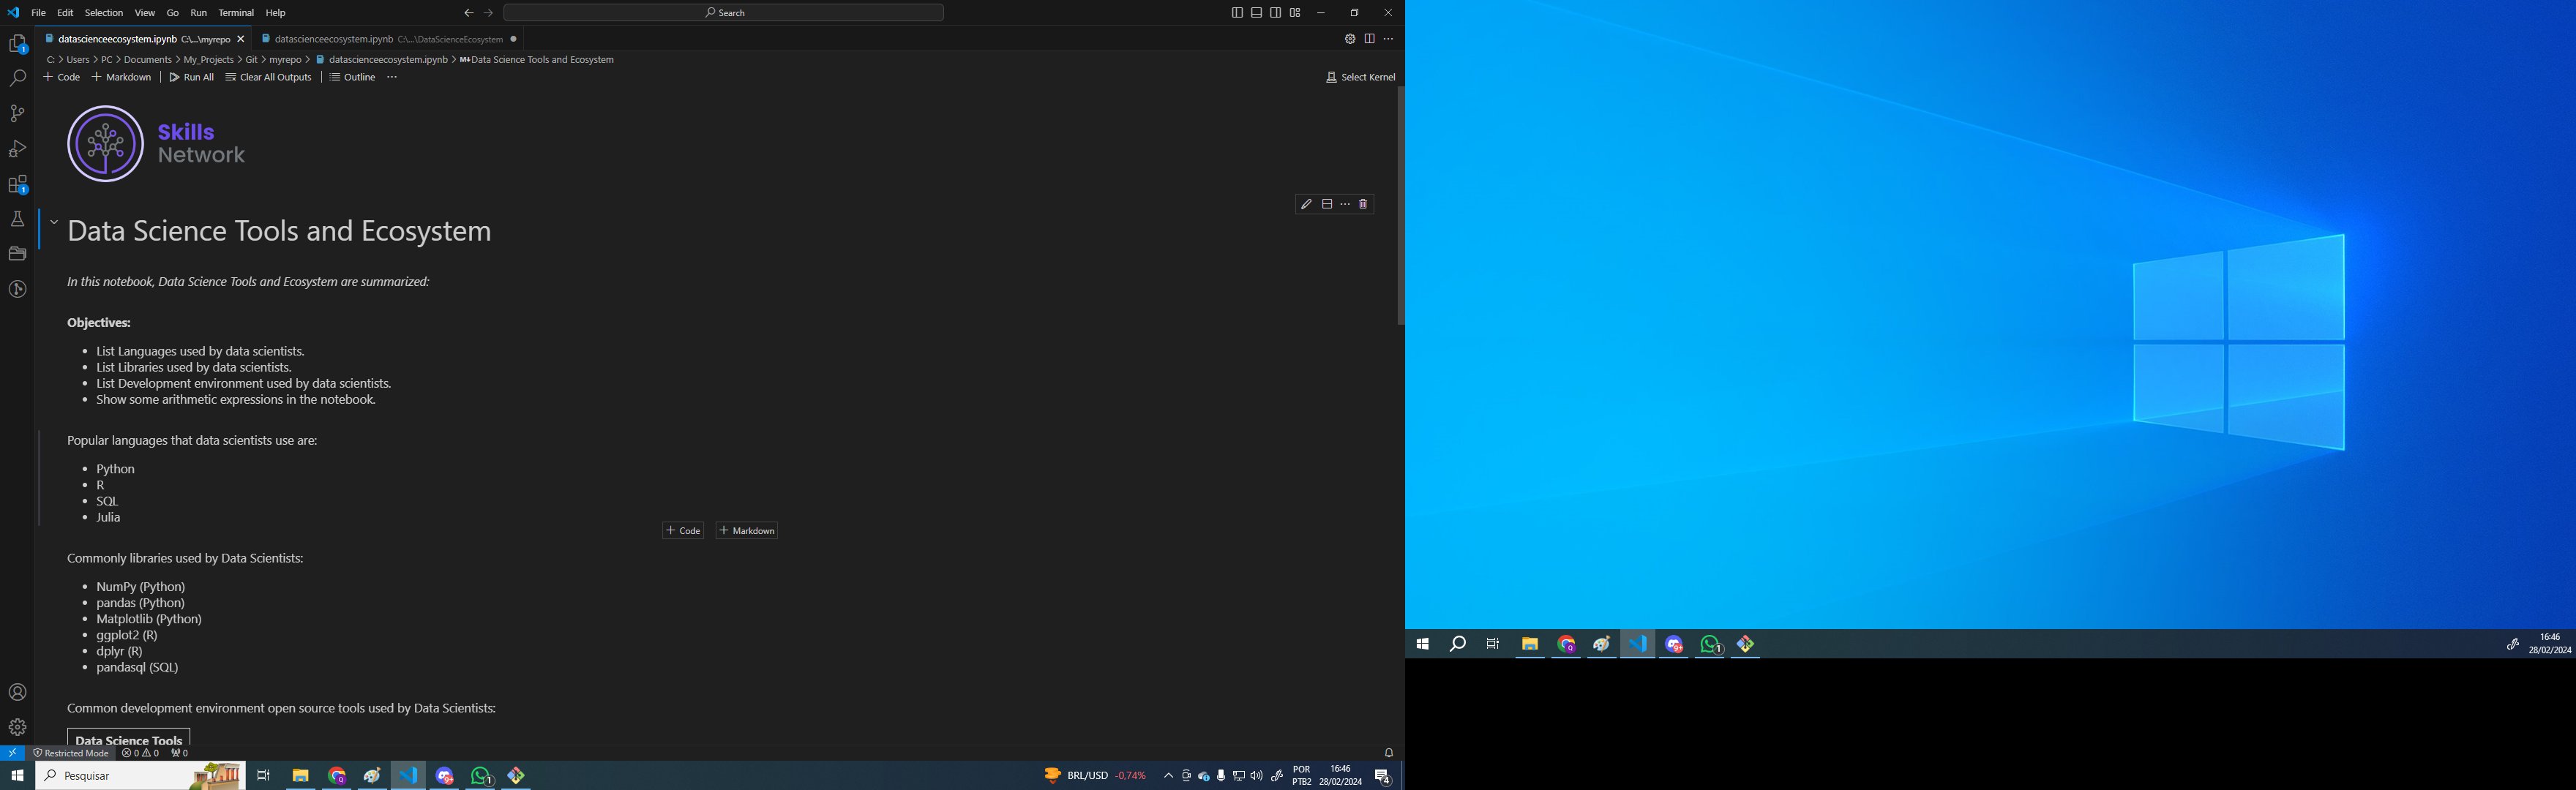 File Edit Selection View Go Run Terminal Help
Search
datascienceecosystem.ipynb C:\...\myrepo
datascienceecosystem.ipynb C:\...\DataScienceEcosystem
C: > Users > PC > Documents > My_Projects > Git > myrepo > datascienceecosystem.ipynb > M↓Data Science Tools and Ecosystem
+ Code + Markdown | Run All Clear All Outputs | Outline ...
Select Kernel
1
1
Skills
Network
Data Science Tools and Ecosystem
In this notebook, Data Science Tools and Ecosystem are summarized:
Objectives:
• List Languages used by data scientists.
• List Libraries used by data scientists.
• List Development environment used by data scientists.
• Show some arithmetic expressions in the notebook.
Popular languages that data scientists use are:
• Python
• R
• SQL
• Julia
+ Code + Markdown
Commonly libraries used by Data Scientists:
• NumPy (Python)
• pandas (Python)
• Matplotlib (Python)
• ggplot2 (R)
• dplyr (R)
• pandasql (SQL)
Common development environment open source tools used by Data Scientists:
Data Science Tools
Restricted Mode 0 0 0
Pesquisar
Q
9+
1
BRL/USD -0,74%
POR
PTB2
16:46
28/02/2024
4
Q
9+
1
16:46
28/02/2024